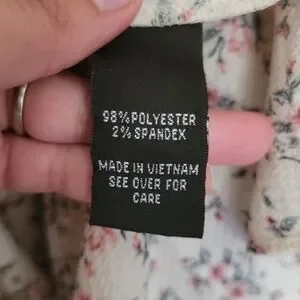 98%POLYESTER
2%SPANDEX
MADE IN VIETNAM
SEE OVER FOR
CARE